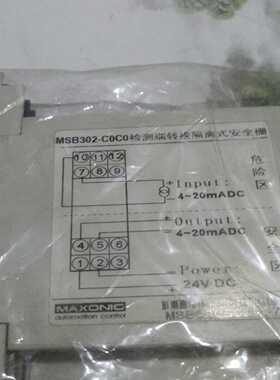 MSB302-C0C0检测端转换隔离式安全栅
10 11 12
7 8 9
危
险
区
+ Input:
- 4~20mADC
+ Output:
- 4~20mADC
安
4 5 6
1 2 3
Power:
+ 24V DC -
MAXONIC
automation control